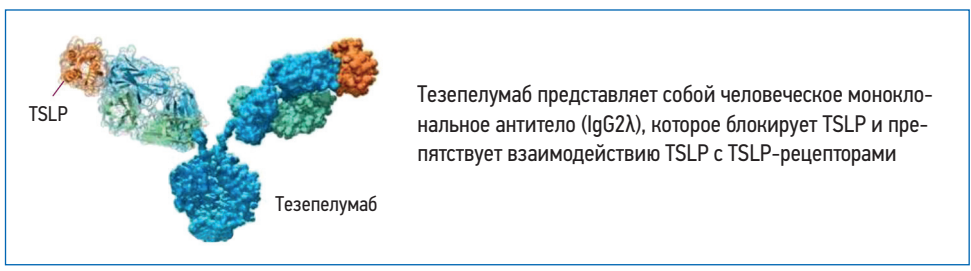 TSLP
Тезепелумаб
Тезепелумаб представляет собой человеческое монокло-
нальное антитело (IgG2λ), которое блокирует TSLP и пре-
пятствует взаимодействию TSLP с TSLP-рецепторами